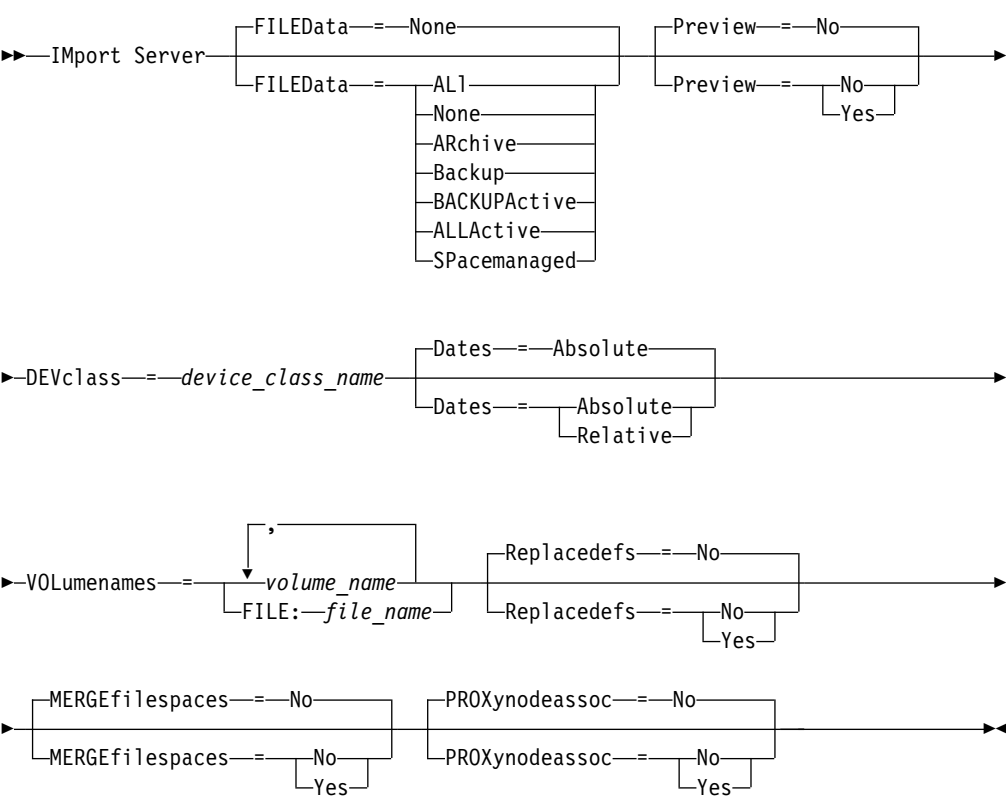 FILEData = None
Preview = No
IMport Server
FILEData = ALl
Preview = No
None
Yes
ARchive
Backup
BACKUPActive
ALLActive
SPacemanaged
Dates = Absolute
DEVclass = device_class_name
Dates = Absolute
Relative
,
Replacedefs = No
VOLumenames = volume_name
FILE: file_name
Replacedefs = No
Yes
MERGEfilespaces = No
PROXynodeassoc = No
MERGEfilespaces = No
Yes
PROXynodeassoc = No
Yes